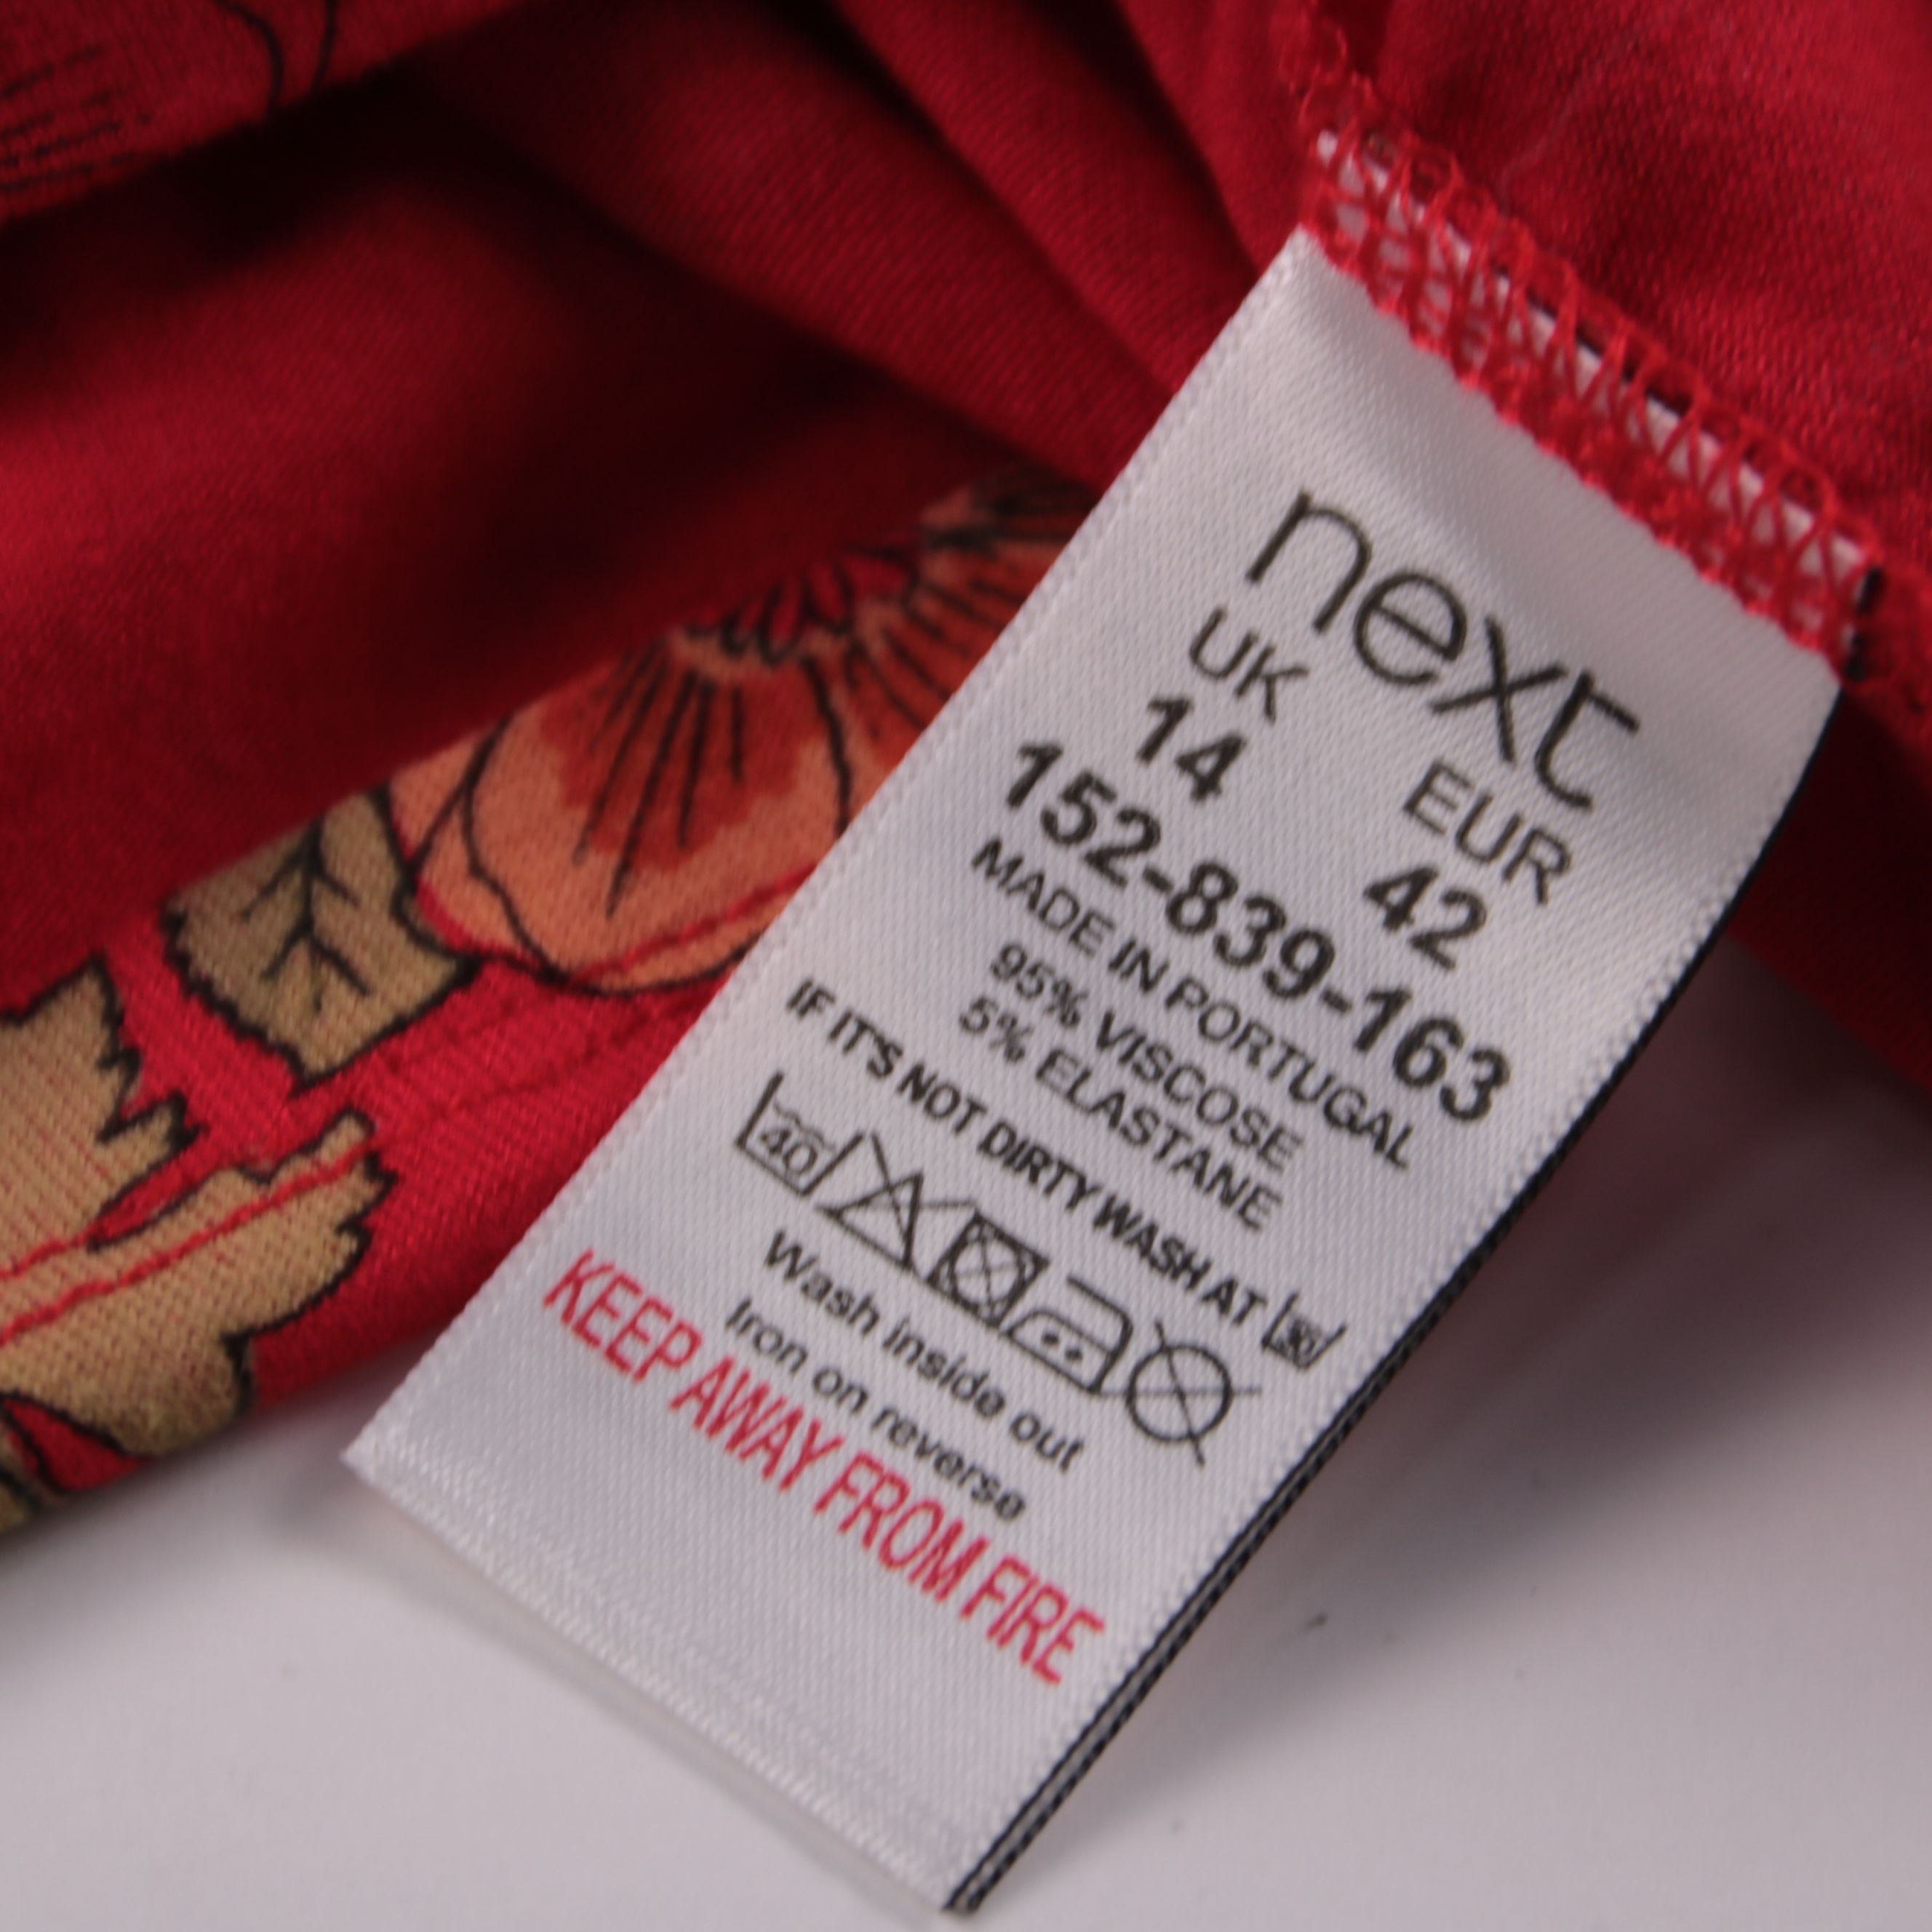 next
UK EUR
14 42
152-839-163
MADE IN PORTUGAL
95% VISCOSE
5% ELASTANE
IF IT'S NOT DIRTY WASH AT 30
40
Wash inside out
Iron on reverse
KEEP AWAY FROM FIRE